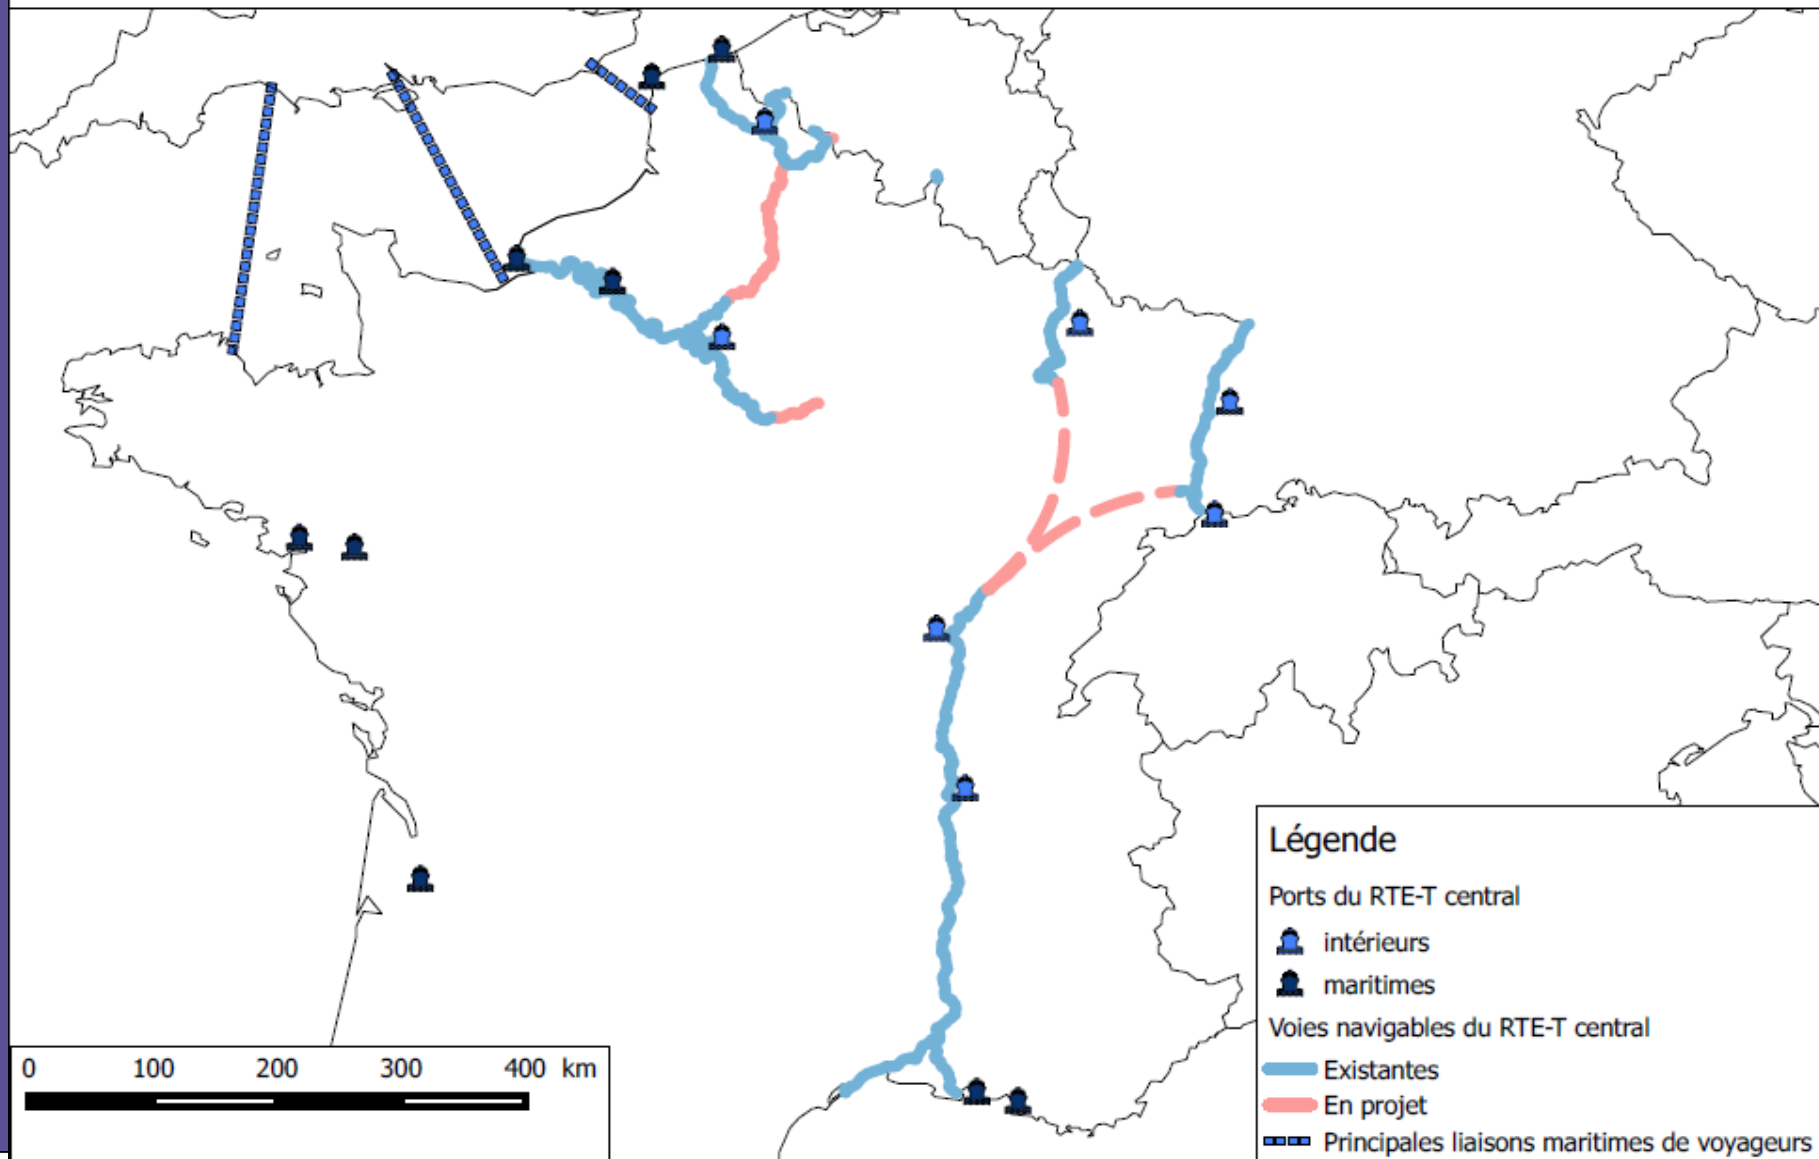 Légende
Ports du RTE-T central
intérieurs
maritimes
Voies navigables du RTE-T central
Existantes
En projet
Principales liaisons maritimes de voyageurs
0 100 200 300 400 km